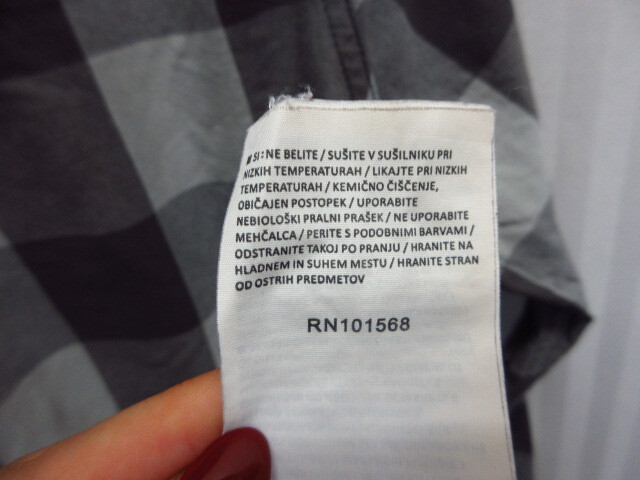 ■ SI: NE BELITE / SUŠITE V SUŠILNIKU PRI
NIZKIH TEMPERATURAH / LIKAJTE PRI NIZKIH
TEMPERATURAH / KEMIČNO ČIŠČENJE,
OBIČAJEN POSTOPEK / UPORABITE
NEBIOLOŠKI PRALNI PRAŠEK / NE UPORABITE
MEHČALCA / PERITE S PODOBNIMI BARVAMI /
ODSTRANITE TAKOJ PO PRANJU / HRANITE NA
HLADNEM IN SUHEM MESTU / HRANITE STRAN
OD OSTRIH PREDMETOV
RN101568